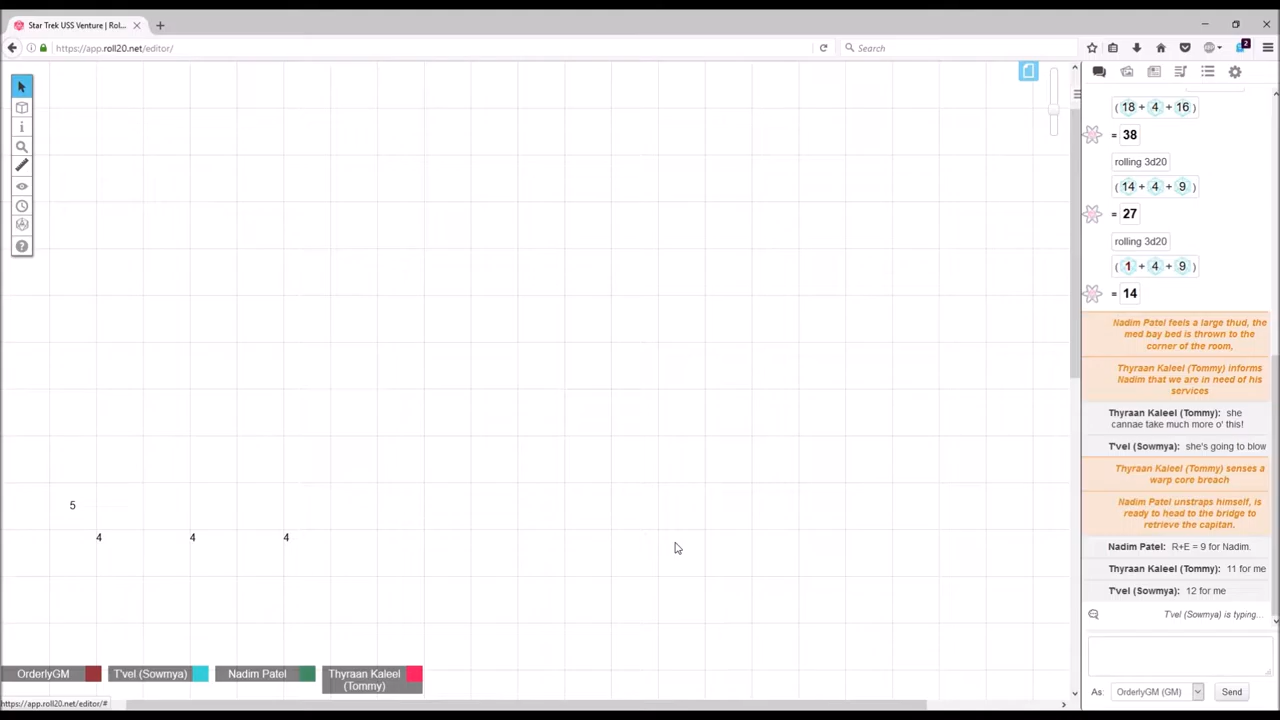 Star Trek USS Venture | Rol...
https://app.roll20.net/editor/
Search
2
( 18 + 4 + 16 )
= 38
rolling 3d20
( 14 + 4 + 9 )
= 27
rolling 3d20
( 1 + 4 + 9 )
= 14
Nadim Patel feels a large thud, the
med bay bed is thrown to the
corner of the room,
Thyraan Kaleel (Tommy) informs
Nadim that we are in need of his
services
Thyraan Kaleel (Tommy): she
cannae take much more o' this!
T'vel (Sowmya): she's going to blow
Thyraan Kaleel (Tommy) senses a
warp core breach
Nadim Patel unstraps himself, is
ready to head to the bridge to
retrieve the capitan.
Nadim Patel: R+E = 9 for Nadim.
Thyraan Kaleel (Tommy): 11 for me
T'vel (Sowmya): 12 for me
T'vel (Sowmya) is typing...
5
4 4 4
OrderlyGM
T'vel (Sowmya)
Nadim Patel
Thyraan Kaleel
(Tommy)
As: OrderlyGM (GM) Send
https://app.roll20.net/editor/#